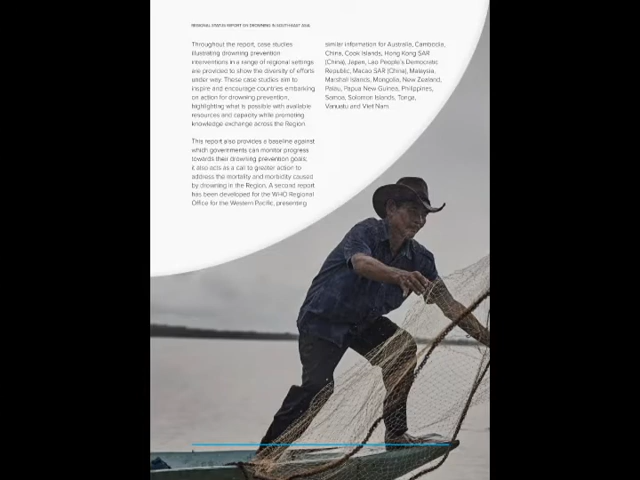 REGIONAL STATUS REPORT ON DROWNING IN SOUTH-EAST ASIA
Throughout the report, case studies
illustrating drowning prevention
interventions in a range of regional settings
are provided to show the diversity of efforts
under way. These case studies aim to
inspire and encourage countries embarking
on action for drowning prevention,
highlighting what is possible with available
resources and capacity while promoting
knowledge exchange across the Region.
This report also provides a baseline against
which governments can monitor progress
towards their drowning prevention goals;
it also acts as a call to greater action to
address the mortality and morbidity caused
by drowning in the Region. A second report
has been developed for the WHO Regional
Office for the Western Pacific, presenting
similar information for Australia, Cambodia,
China, Cook Islands, Hong Kong SAR
(China), Japan, Lao People's Democratic
Republic, Macao SAR (China), Malaysia,
Marshall Islands, Mongolia, New Zealand,
Palau, Papua New Guinea, Philippines,
Samoa, Solomon Islands, Tonga,
Vanuatu and Viet Nam.